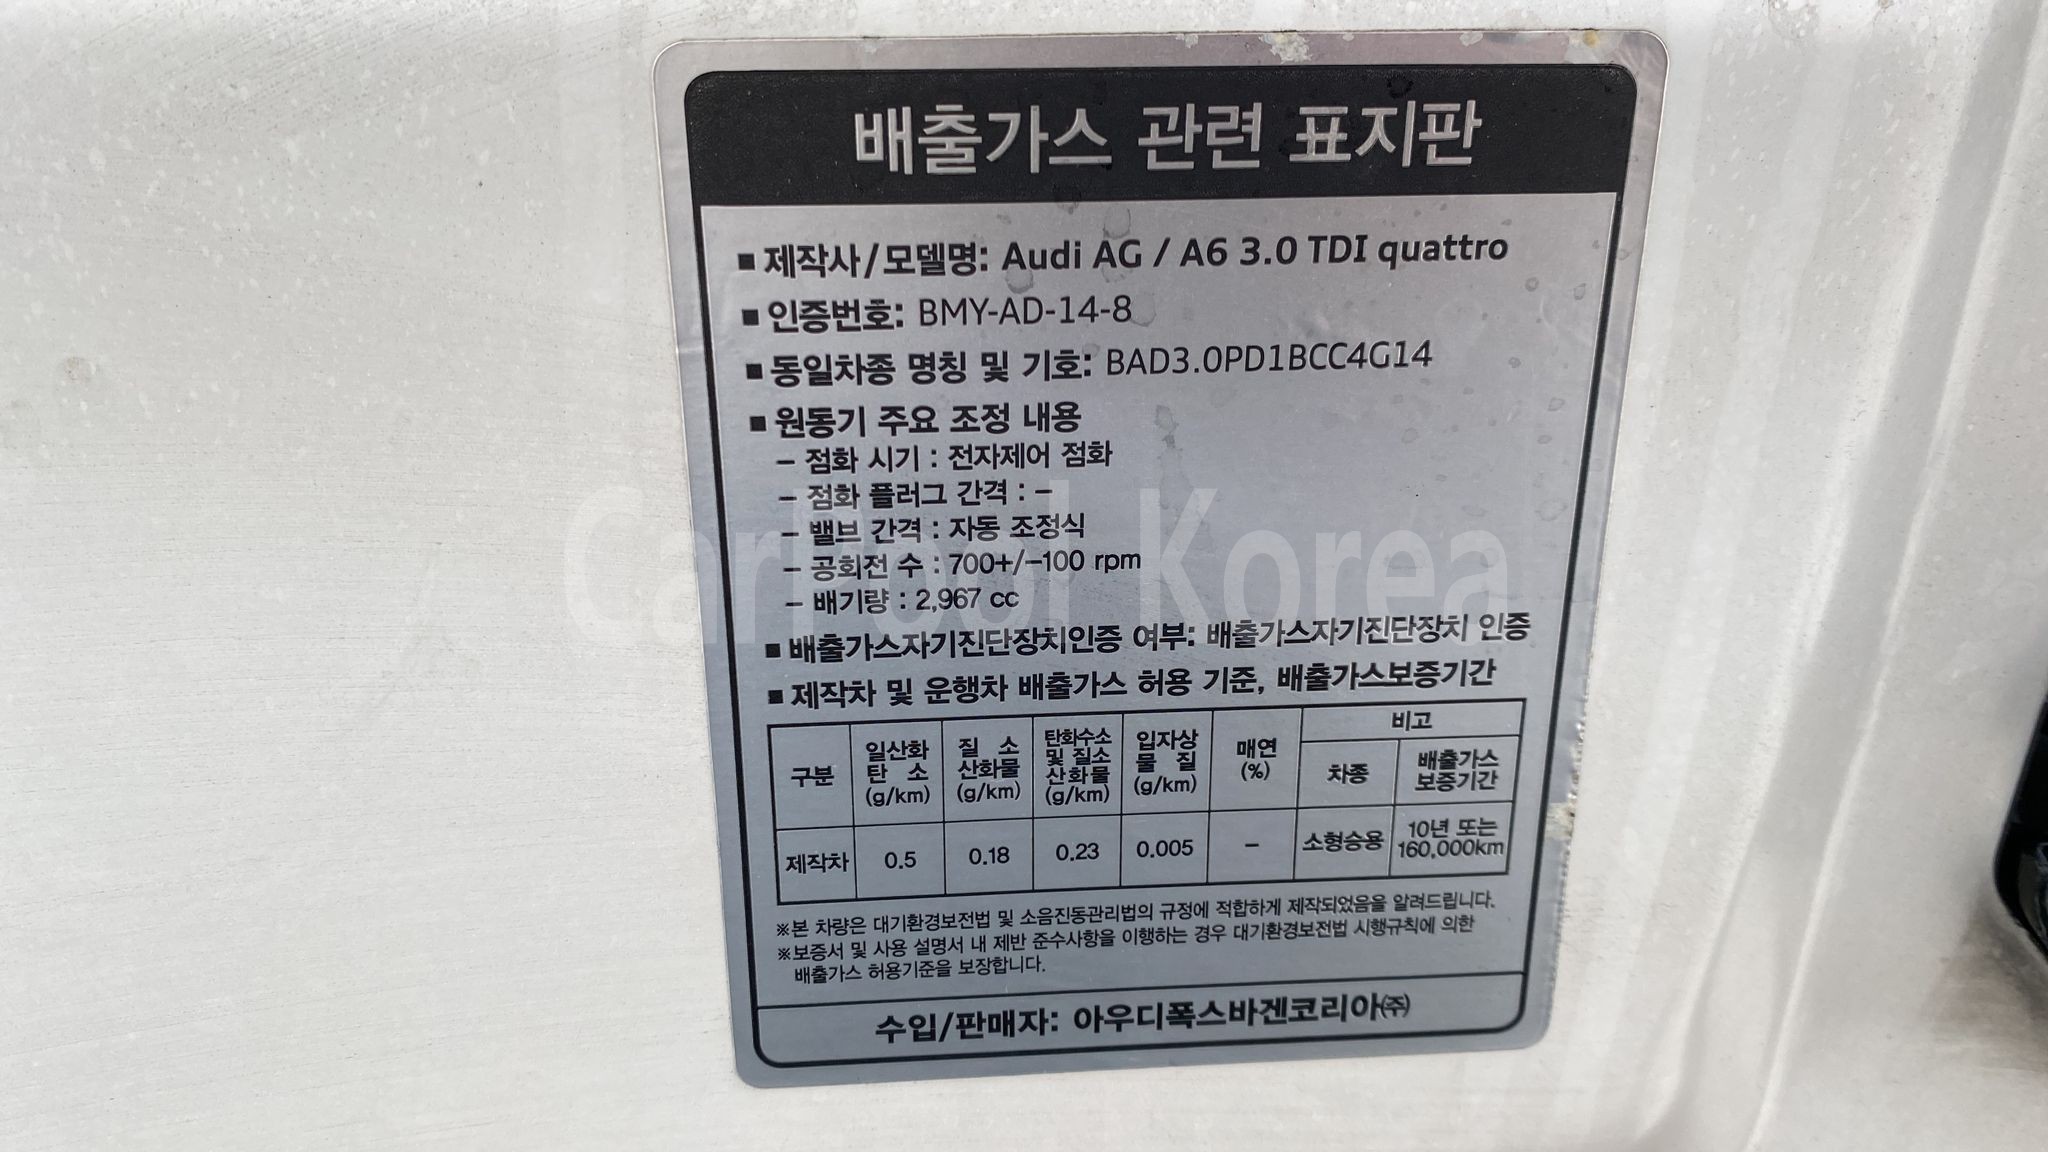 배출가스 관련 표지판
■ 제작사/모델명: Audi AG / A6 3.0 TDI quattro
■ 인증번호: BMY-AD-14-8
■ 동일차종 명칭 및 기호: BAD3.0PD1BCC4G14
■ 원동기 주요 조정 내용
- 점화 시기 : 전자제어 점화
- 점화 플러그 간격 : -
- 밸브 간격 : 자동 조정식
- 공회전 수 : 700+/-100 rpm
- 배기량 : 2,967 cc
CarPool Korea
■ 배출가스자기진단장치인증 여부: 배출가스자기진단장치 인증
■ 제작차 및 운행차 배출가스 허용 기준, 배출가스보증기간
구분 일산화탄소 (g/km) 질소산화물 (g/km) 탄화수소 및 질소산화물 (g/km) 입자상물질 (g/km) 매연 (%) 비고
차종 배출가스 보증기간
제작차 0.5 0.18 0.23 0.005 - 소형승용 10년 또는 160,000km
※본 차량은 대기환경보전법 및 소음진동관리법의 규정에 적합하게 제작되었음을 알려드립니다.
※보증서 및 사용 설명서 내 제반 준수사항을 이행하는 경우 대기환경보전법 시행규칙에 의한
배출가스 허용기준을 보장합니다.
수입/판매자: 아우디폭스바겐코리아㈜